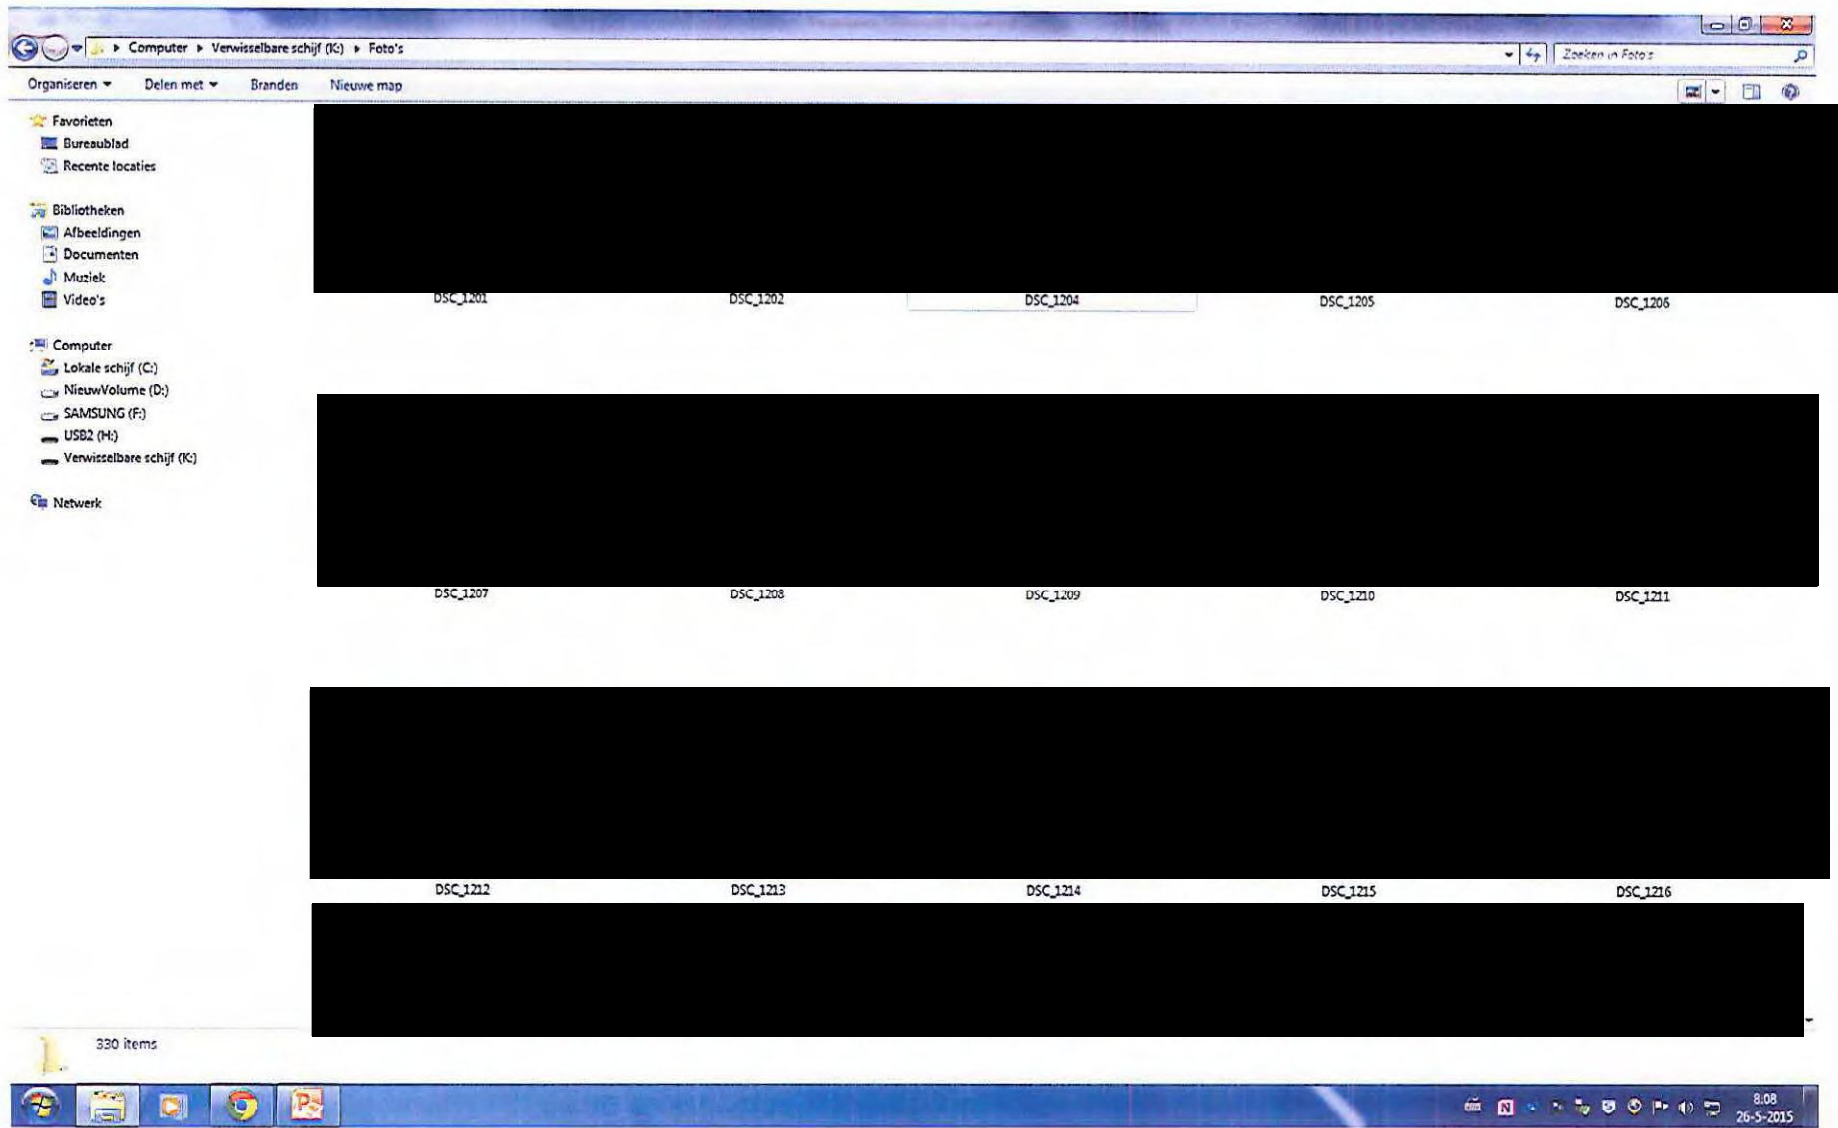 Computer ▸ Verwisselbare schijf (K:) ▸ Foto's
Zoeken in Foto's
Organiseren Delen met Branden Nieuwe map
Favorieten
Bureaublad
Recente locaties
Bibliotheken
Afbeeldingen
Documenten
Muziek
Video's
Computer
Lokale schijf (C:)
NieuwVolume (D:)
SAMSUNG (F:)
USB2 (H:)
Verwisselbare schijf (K:)
Netwerk
DSC_1201 DSC_1202 DSC_1204 DSC_1205 DSC_1206
DSC_1207 DSC_1208 DSC_1209 DSC_1210 DSC_1211
DSC_1212 DSC_1213 DSC_1214 DSC_1215 DSC_1216
330 items
8:08
26-5-2015